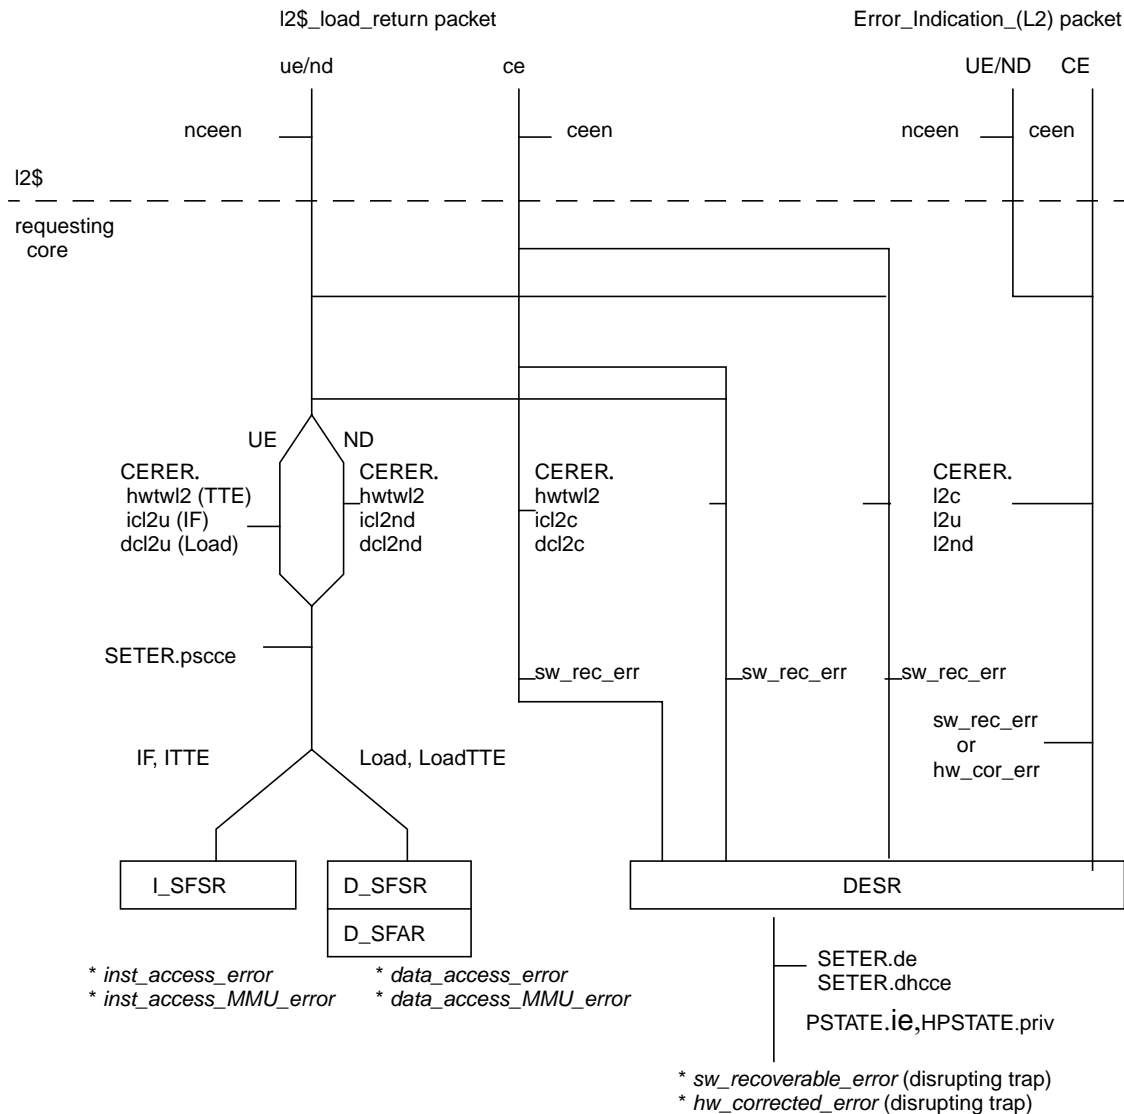 l2$_load_return packet
Error_Indication_(L2) packet
ue/nd
ce
UE/ND
CE
nceen
ceen
nceen
ceen
l2$
requesting
core
UE
ND
CERER.
hwtwl2 (TTE)
icl2u (IF)
dcl2u (Load)
CERER.
hwtwl2
icl2nd
dcl2nd
CERER.
hwtwl2
icl2c
dcl2c
CERER.
l2c
l2u
l2nd
SETER.pscce
sw_rec_err
sw_rec_err
sw_rec_err
sw_rec_err
or
hw_cor_err
IF, ITTE
Load, LoadTTE
I_SFSR
D_SFSR
D_SFAR
DESR
* inst_access_error
* inst_access_MMU_error
* data_access_error
* data_access_MMU_error
SETER.de
SETER.dhcce
PSTATE.ie,HPSTATE.priv
* sw_recoverable_error (disrupting trap)
* hw_corrected_error (disrupting trap)